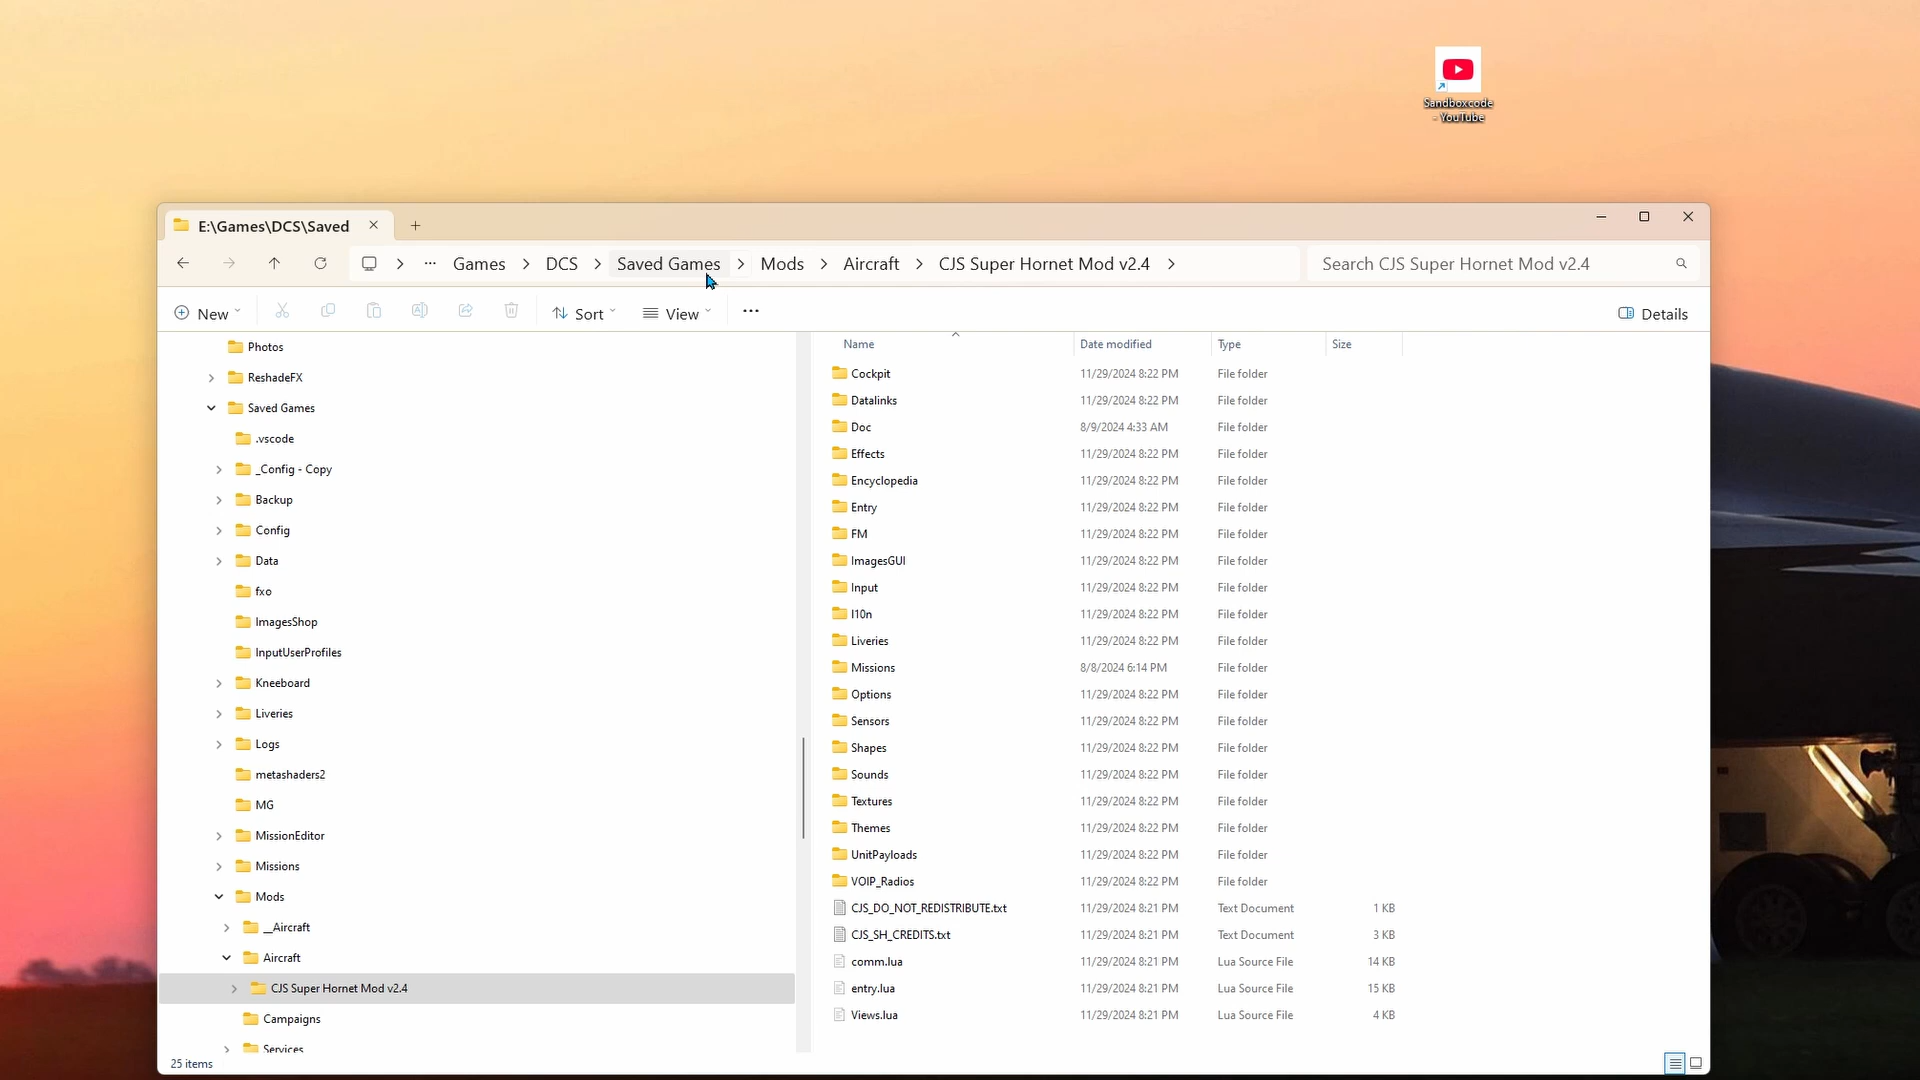 Sandboxcode
- YouTube
E:\Games\DCS\Saved
Games
DCS
Saved Games
Mods
Aircraft
CJS Super Hornet Mod v2.4
Search CJS Super Hornet Mod v2.4
New
Sort
View
Details
Photos
ReshadeFX
Saved Games
.vscode
_Config - Copy
Backup
Config
Data
fxo
ImagesShop
InputUserProfiles
Kneeboard
Liveries
Logs
metashaders2
MG
MissionEditor
Missions
Mods
__Aircraft
Aircraft
CJS Super Hornet Mod v2.4
Campaigns
Services
Name Date modified Type Size
Cockpit 11/29/2024 8:22 PM File folder
Datalinks 11/29/2024 8:22 PM File folder
Doc 8/9/2024 4:33 AM File folder
Effects 11/29/2024 8:22 PM File folder
Encyclopedia 11/29/2024 8:22 PM File folder
Entry 11/29/2024 8:22 PM File folder
FM 11/29/2024 8:22 PM File folder
ImagesGUI 11/29/2024 8:22 PM File folder
Input 11/29/2024 8:22 PM File folder
l10n 11/29/2024 8:22 PM File folder
Liveries 11/29/2024 8:22 PM File folder
Missions 8/8/2024 6:14 PM File folder
Options 11/29/2024 8:22 PM File folder
Sensors 11/29/2024 8:22 PM File folder
Shapes 11/29/2024 8:22 PM File folder
Sounds 11/29/2024 8:22 PM File folder
Textures 11/29/2024 8:22 PM File folder
Themes 11/29/2024 8:22 PM File folder
UnitPayloads 11/29/2024 8:22 PM File folder
VOIP_Radios 11/29/2024 8:22 PM File folder
CJS_DO_NOT_REDISTRIBUTE.txt 11/29/2024 8:21 PM Text Document 1 KB
CJS_SH_CREDITS.txt 11/29/2024 8:21 PM Text Document 3 KB
comm.lua 11/29/2024 8:21 PM Lua Source File 14 KB
entry.lua 11/29/2024 8:21 PM Lua Source File 15 KB
Views.lua 11/29/2024 8:21 PM Lua Source File 4 KB
25 items